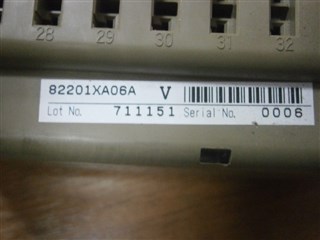 28 29 30 31 32
82201XA06A V
Lot No. 711151 Serial No. 0006